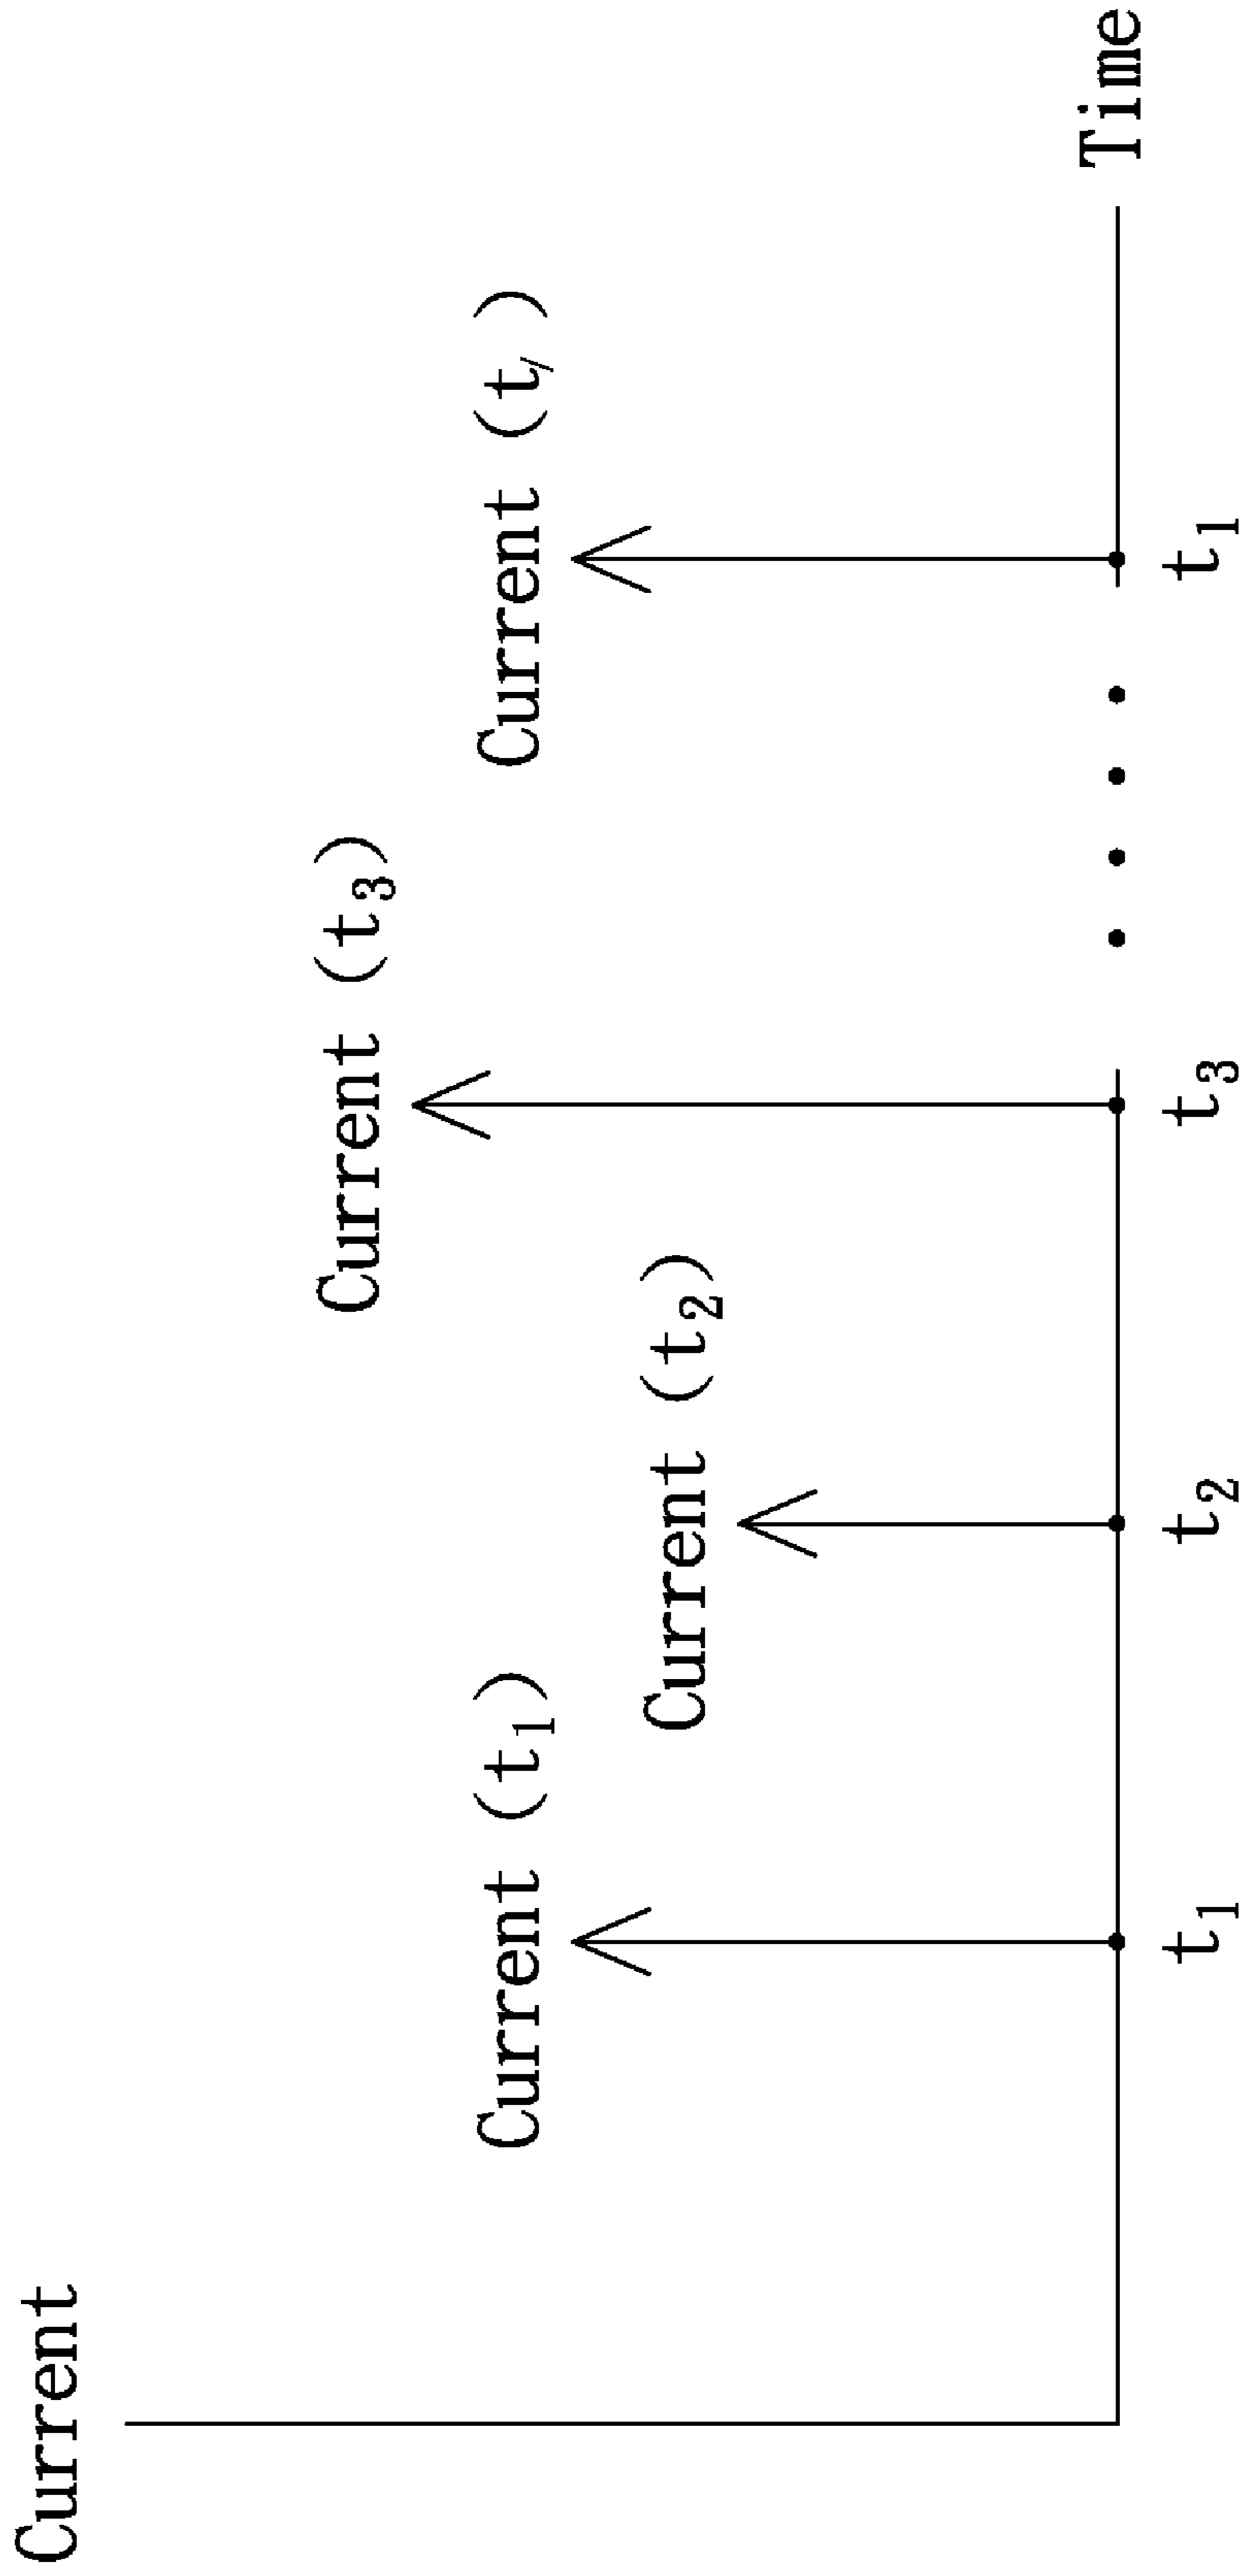 Current
Current (t3)
Current (t1)
Current (t/ )
Current (t2)
Time
t1
t2
t3
t1